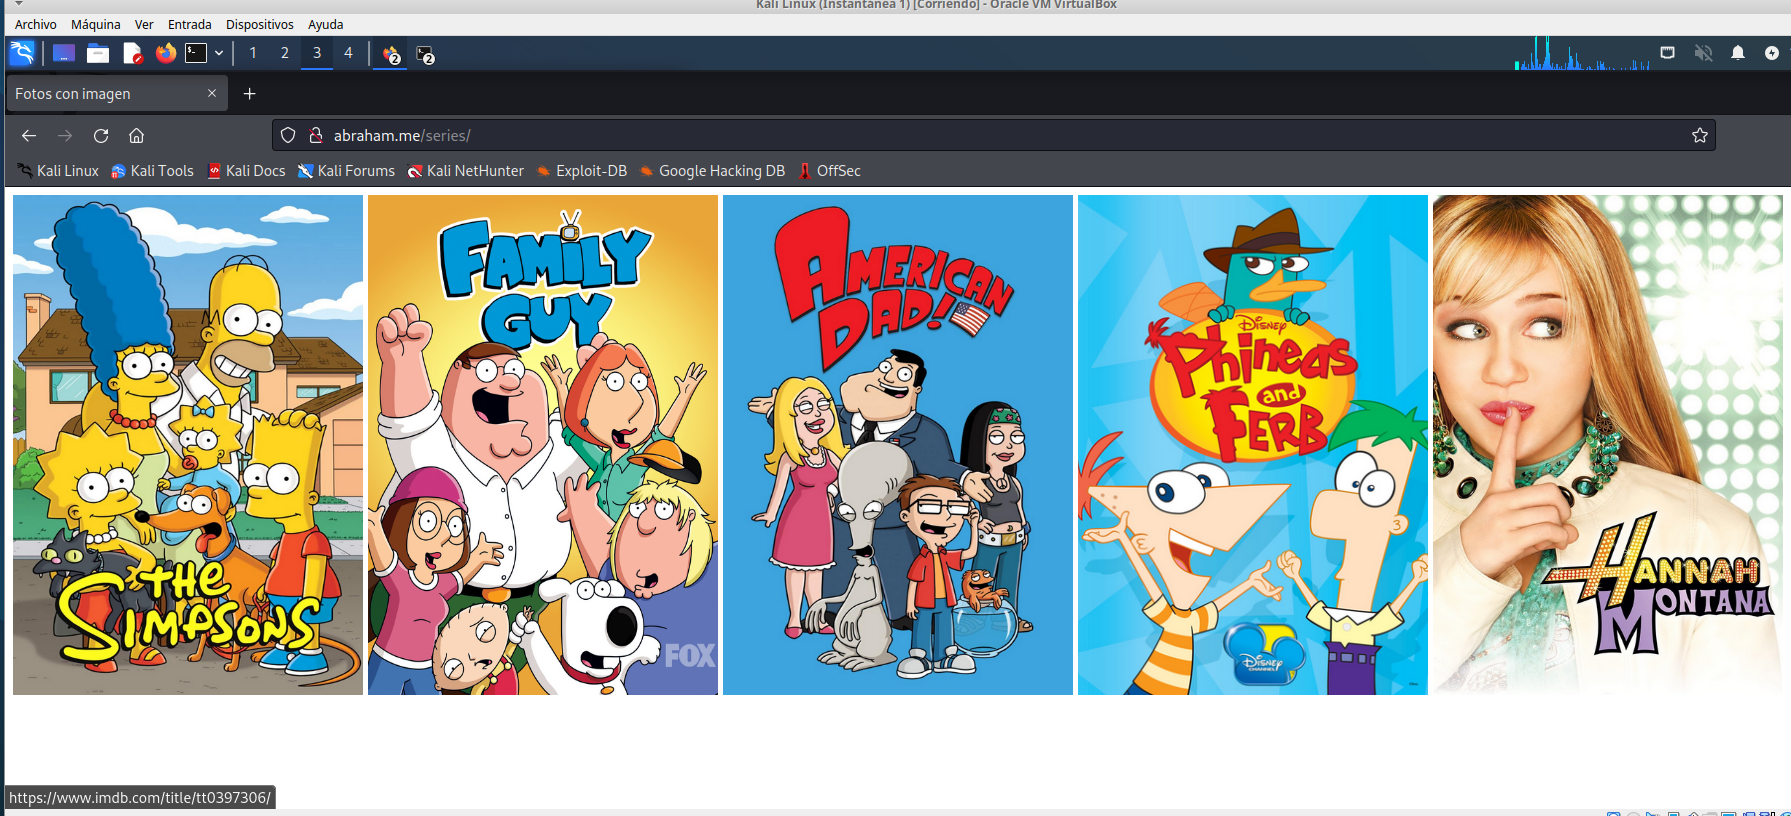 Kali Linux (Instantánea 1) [Corriendo] - Oracle VM VirtualBox
Archivo Máquina Ver Entrada Dispositivos Ayuda
1 2 3 4 2 2
Fotos con imagen
abraham.me/series/
Kali Linux Kali Tools Kali Docs Kali Forums Kali NetHunter Exploit-DB Google Hacking DB OffSec
THE
SIMPSONS
FAMILY
GUY
FOX
AMERICAN
DAD!
DISNEY
PHINEAS
and
FERB
DISNEY
CHANNEL
HANNAH
MONTANA
https://www.imdb.com/title/tt0397306/